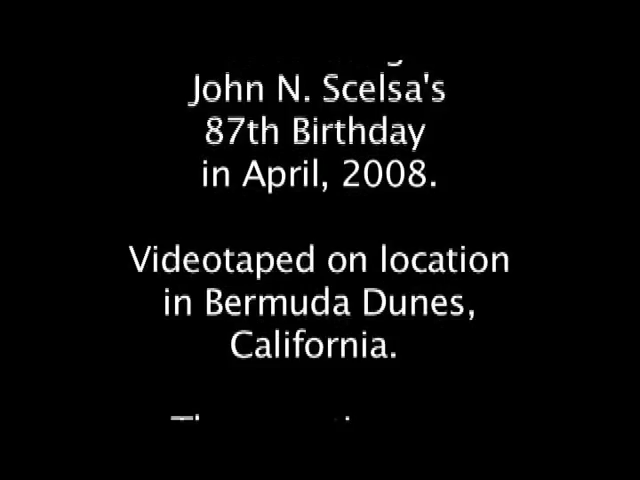 John N. Scelsa's
87th Birthday
in April, 2008.
Videotaped on location
in Bermuda Dunes,
California.